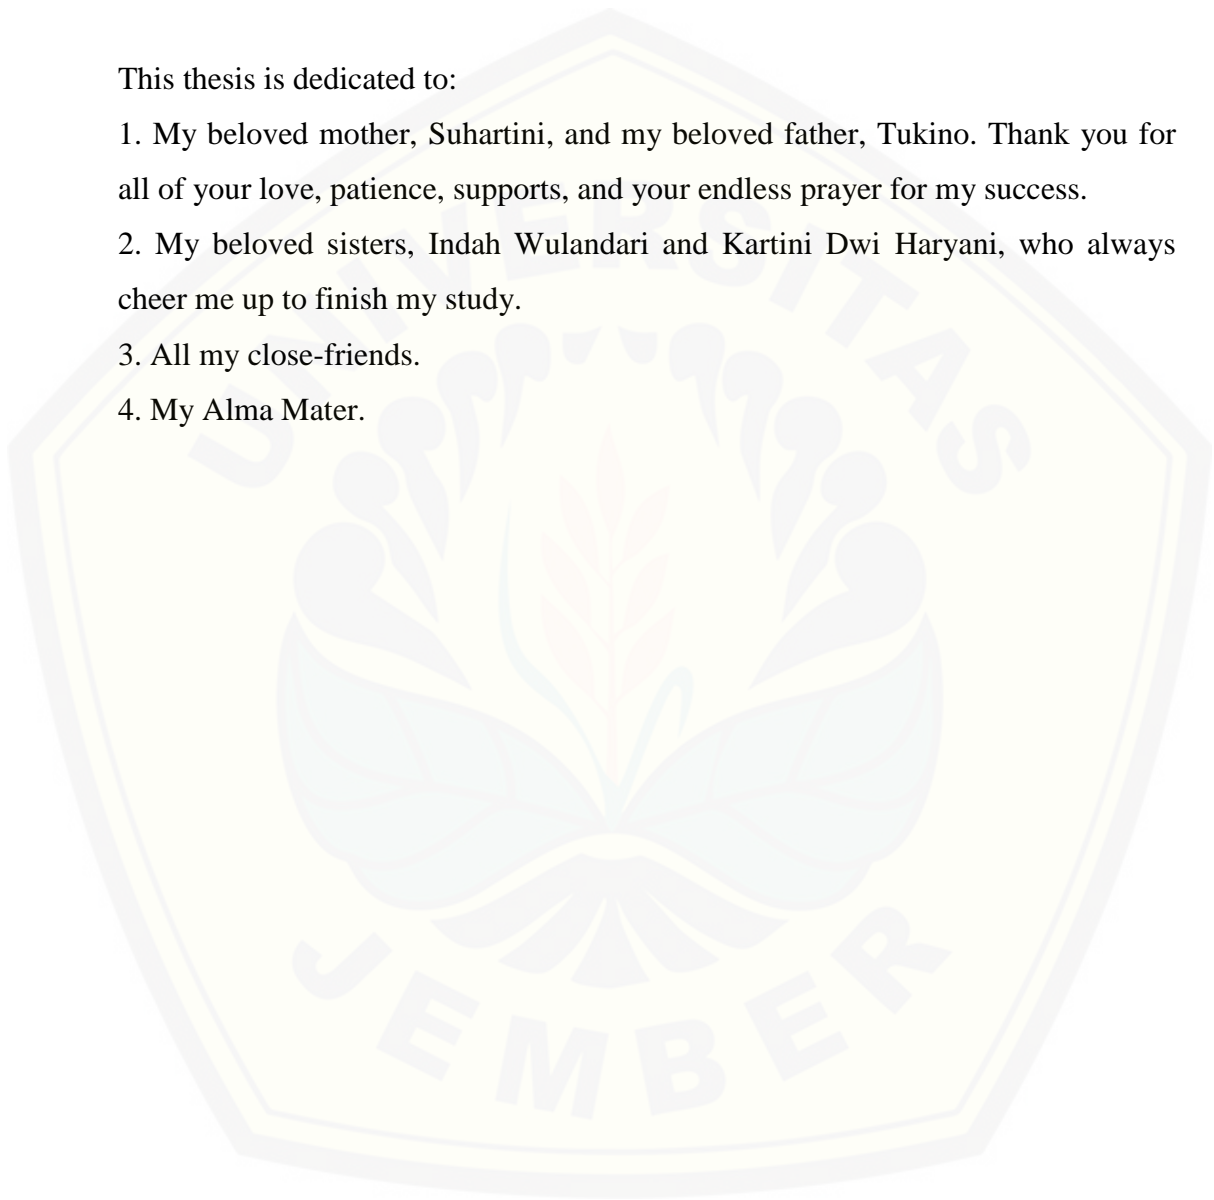 This thesis is dedicated to:
1. My beloved mother, Suhartini, and my beloved father, Tukino. Thank you for
all of your love, patience, supports, and your endless prayer for my success.
2. My beloved sisters, Indah Wulandari and Kartini Dwi Haryani, who always
cheer me up to finish my study.
3. All my close-friends.
4. My Alma Mater.
UNIVERSITAS
JEMBER